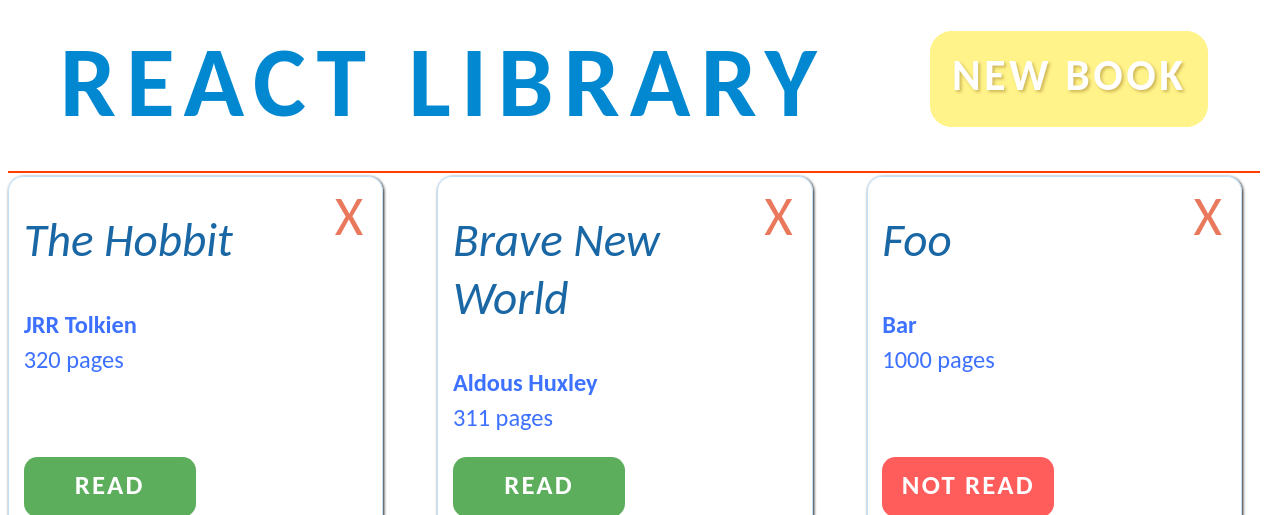 REACT LIBRARY
NEW BOOK
The Hobbit
X
JRR Tolkien
320 pages
READ
Brave New
World
X
Aldous Huxley
311 pages
READ
Foo
X
Bar
1000 pages
NOT READ